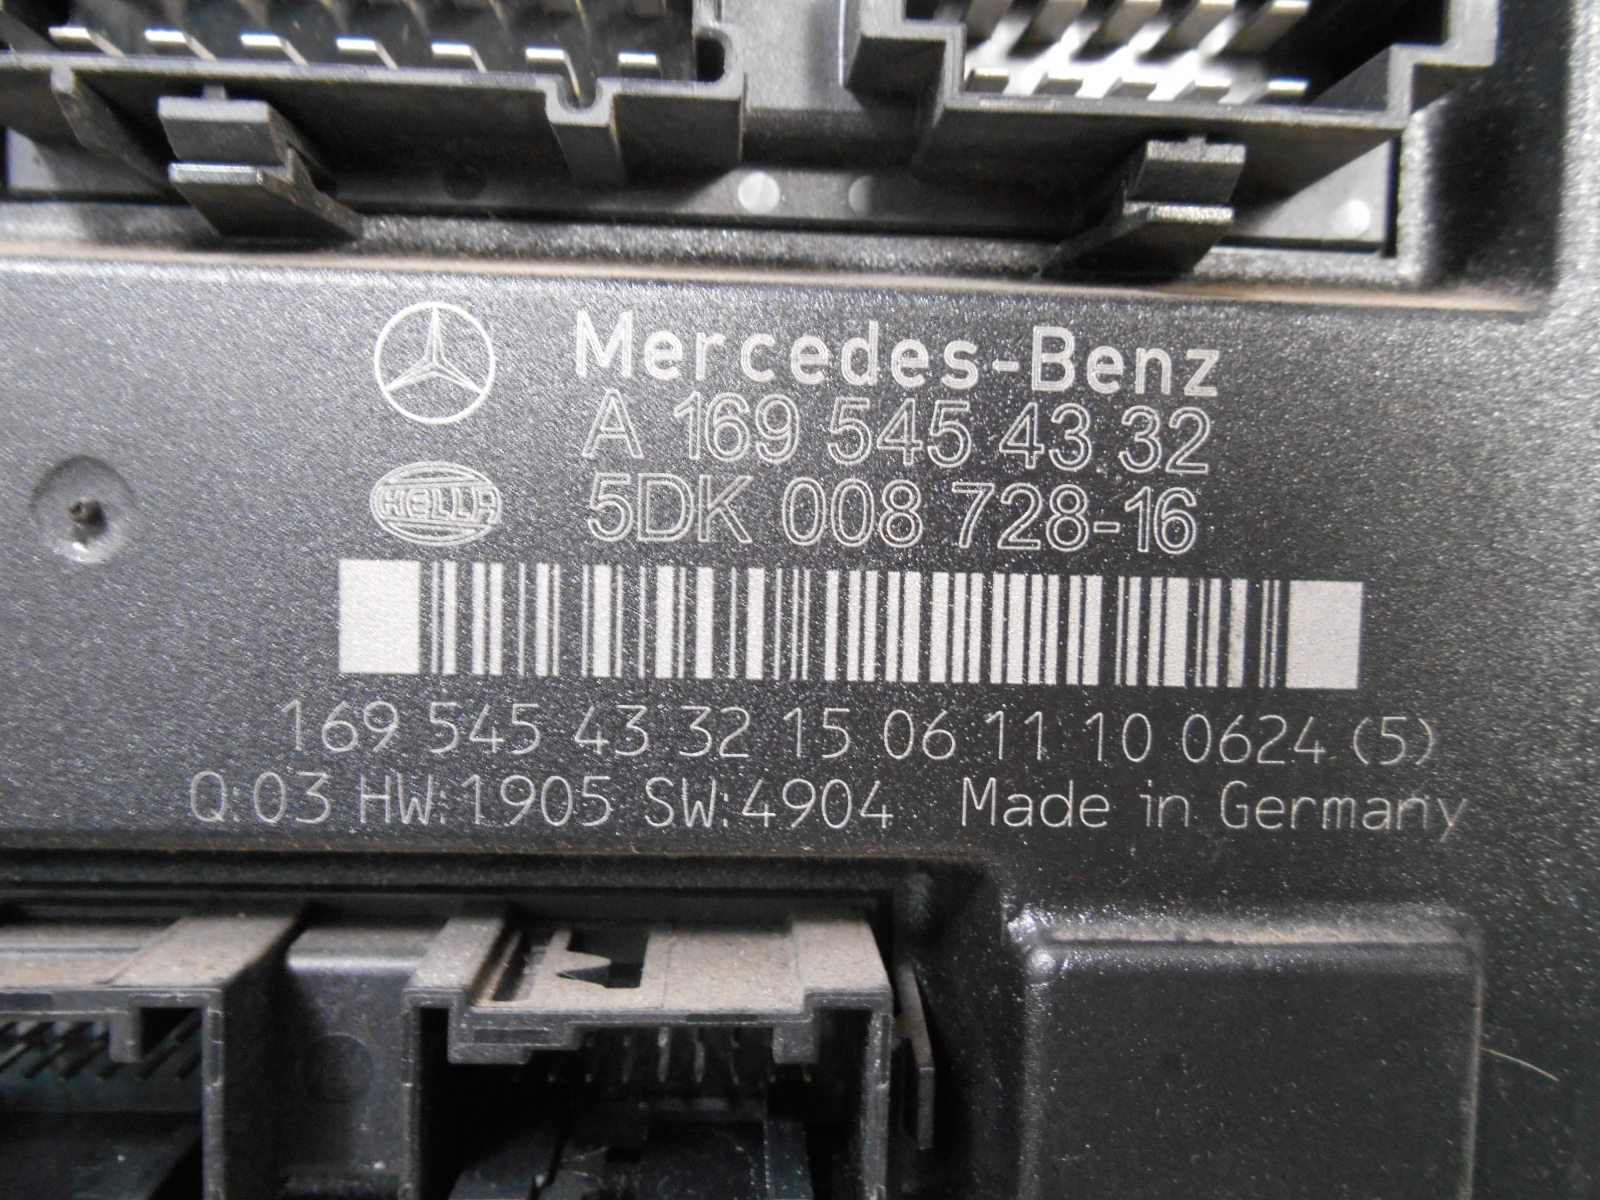 Mercedes-Benz
A 169 545 43 32
HELLA
5DK 008 728-16
169 545 43 32 15 06 11 10 0624 (5)
Q:03 HW:1905 SW:4904 Made in Germany